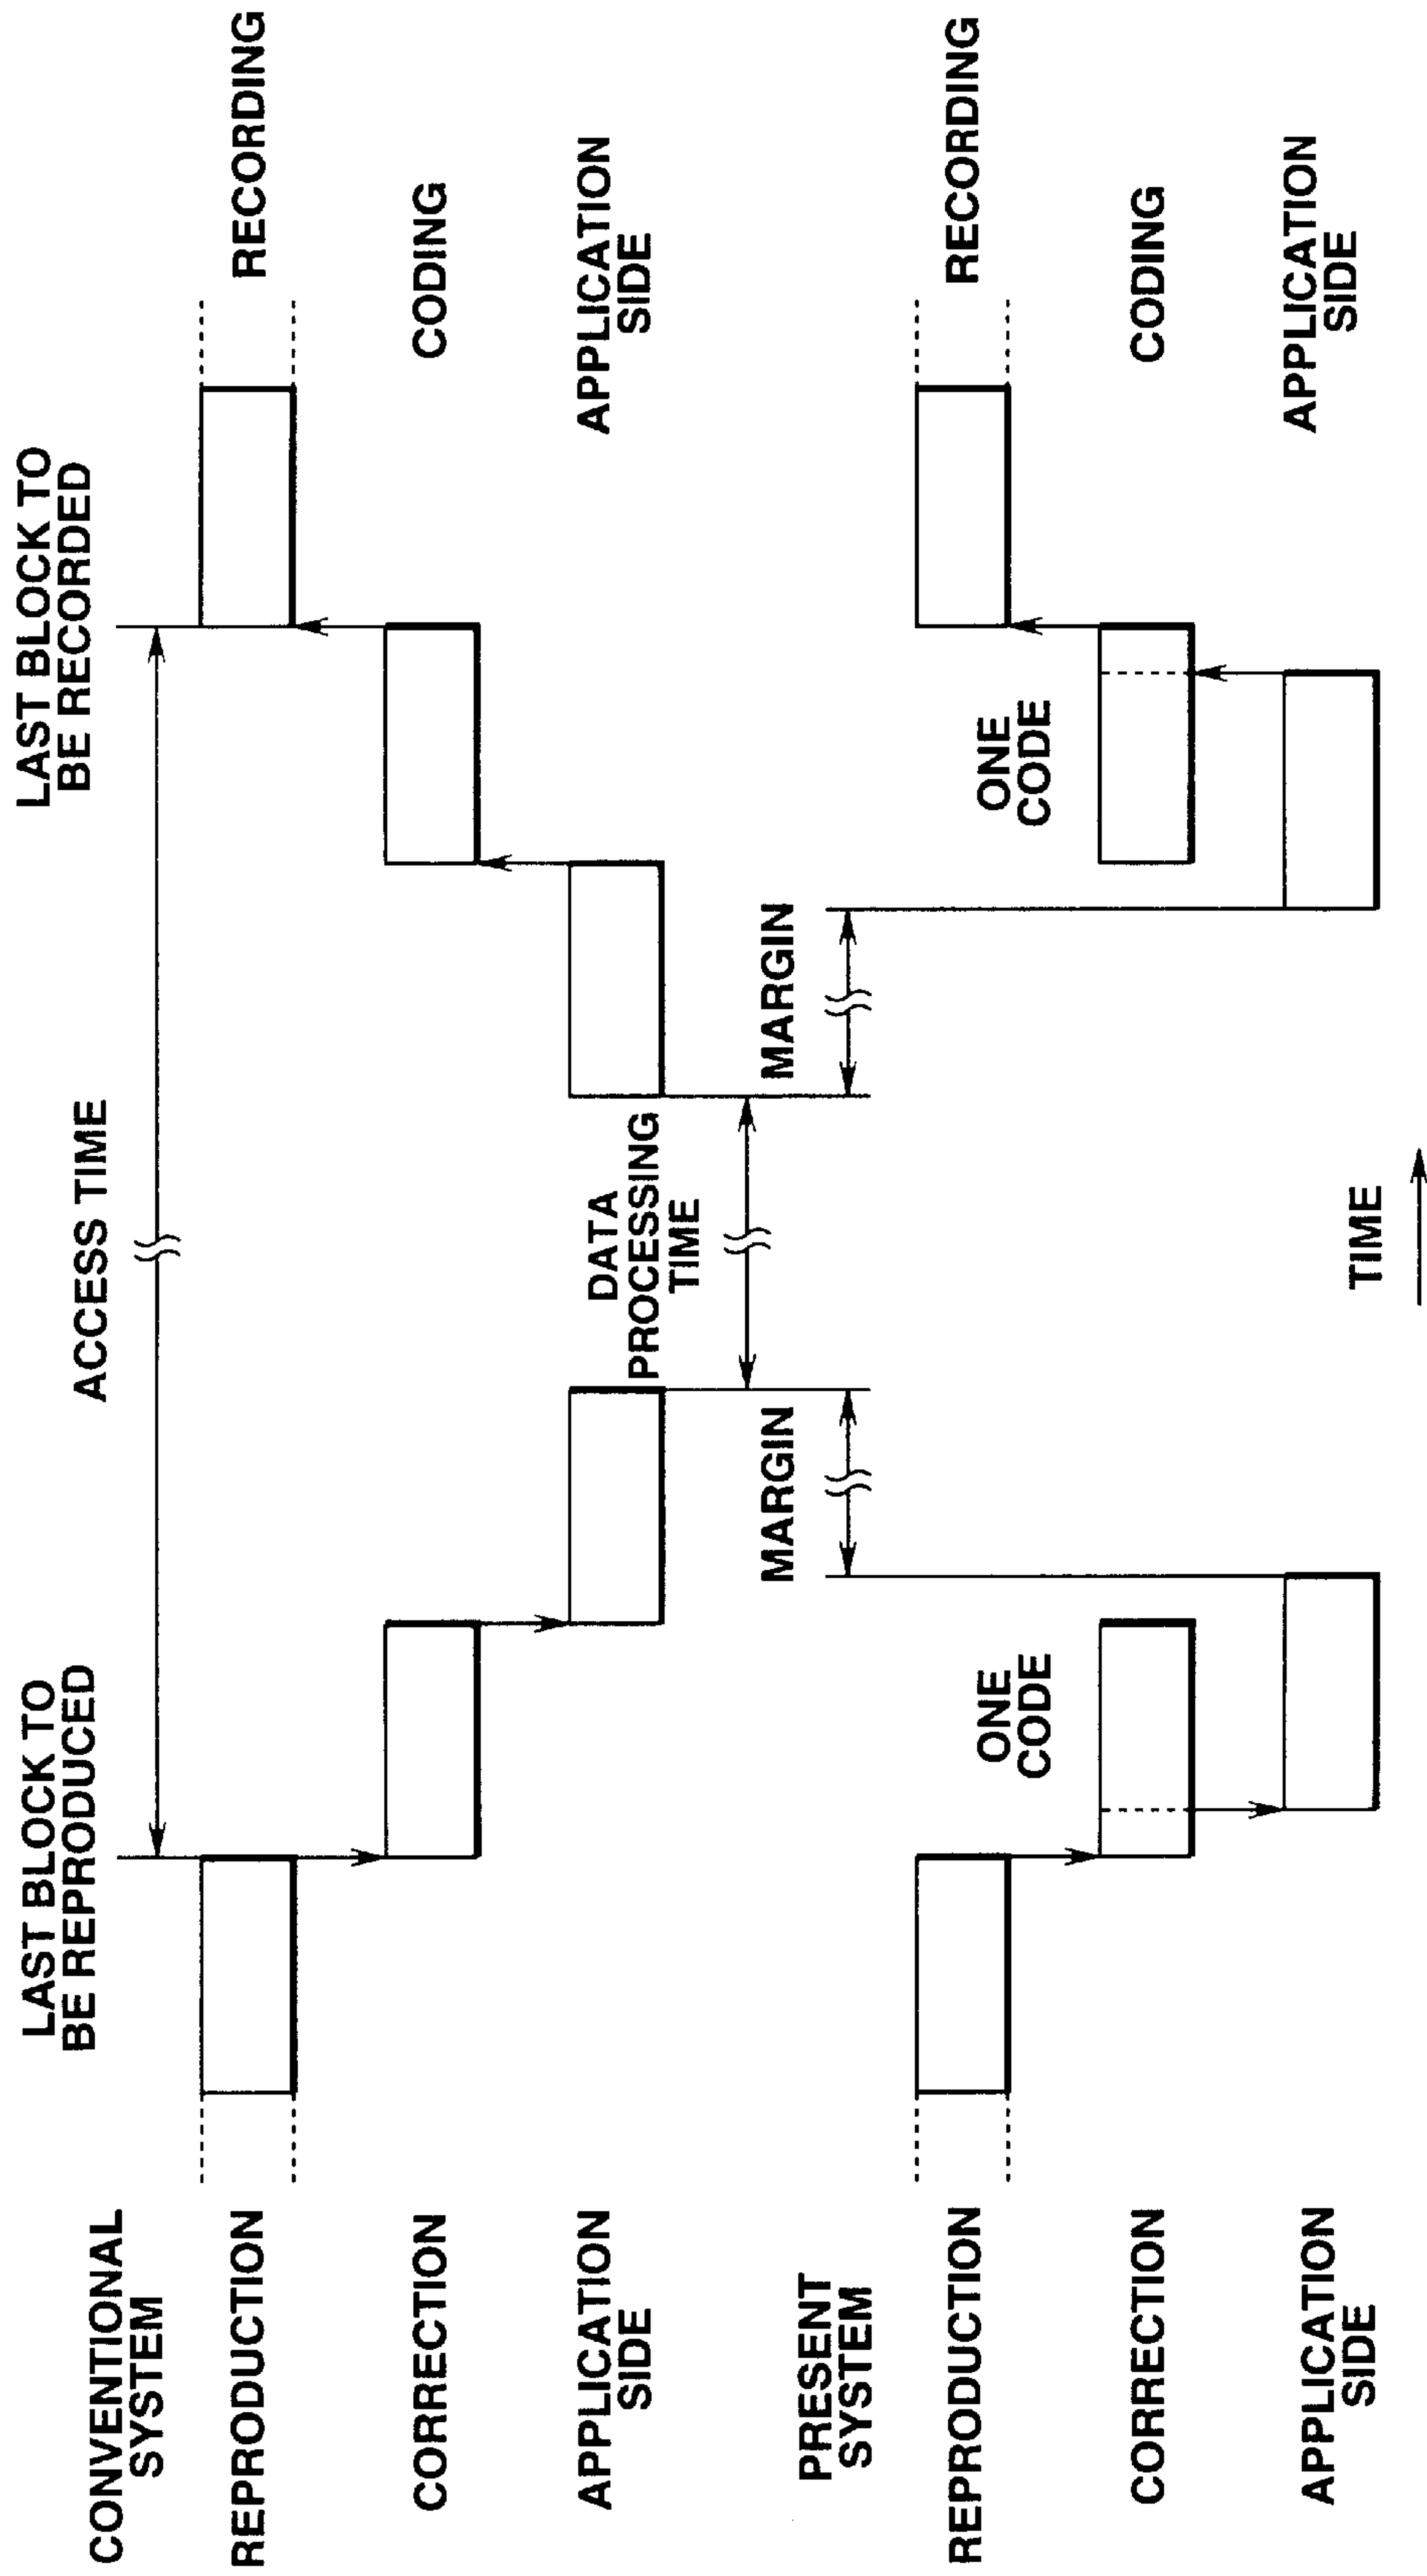 CONVENTIONAL
SYSTEM
LAST BLOCK TO
BE REPRODUCED
ACCESS TIME
LAST BLOCK TO
BE RECORDED
REPRODUCTION
RECORDING
CORRECTION
CODING
APPLICATION
SIDE
DATA
PROCESSING
TIME
APPLICATION
SIDE
PRESENT
SYSTEM
MARGIN
MARGIN
REPRODUCTION
RECORDING
ONE
CODE
ONE
CODE
CORRECTION
CODING
APPLICATION
SIDE
APPLICATION
SIDE
TIME